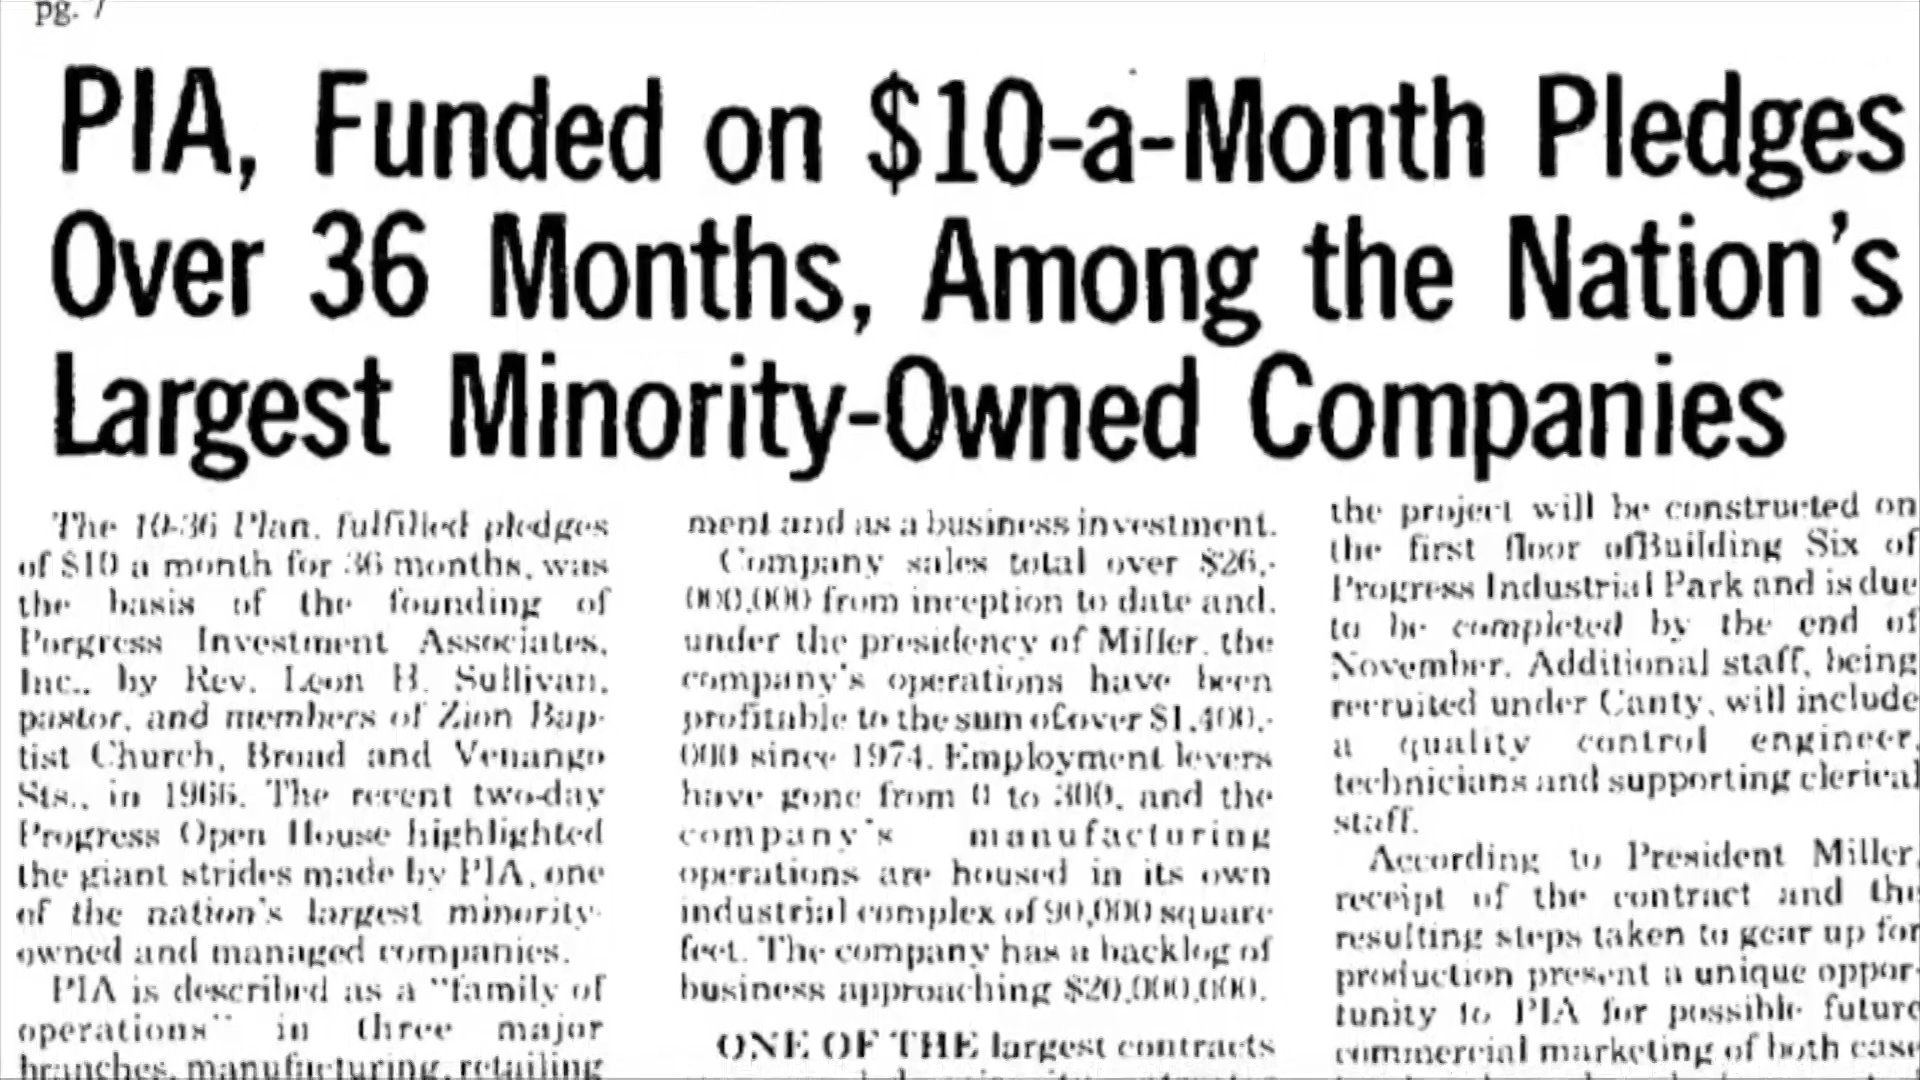 pg. 7
PIA, Funded on $10-a-Month Pledges
Over 36 Months, Among the Nation's
Largest Minority-Owned Companies
The 10-36 Plan, fulfilled pledges
of $10 a month for 36 months, was
the basis of the founding of
Porgress Investment Associates,
Inc., by Rev. Leon H. Sullivan,
pastor, and members of Zion Bap-
tist Church, Broad and Venango
Sts., in 1966. The recent two-day
Progress Open House highlighted
the giant strides made by PIA, one
of the nation's largest minority-
owned and managed companies.
PIA is described as a "family of
operations" in three major
branches, manufacturing, retailing
ment and as a business investment.
Company sales total over $26,-
000,000 from inception to date and,
under the presidency of Miller, the
company's operations have been
profitable to the sum of over $1,400,-
000 since 1974. Employment levers
have gone from 0 to 300, and the
company's manufacturing
operations are housed in its own
industrial complex of 90,000 square
feet. The company has a backlog of
business approaching $20,000,000.
ONE OF THE largest contracts
the project will be constructed on
the first floor of Building Six of
Progress Industrial Park and is due
to be completed by the end of
November. Additional staff, being
recruited under Canty, will include
a quality control engineer,
technicians and supporting clerical
staff.
According to President Miller,
receipt of the contract and the
resulting steps taken to gear up for
production present a unique oppor-
tunity to PIA for possible future
commercial marketing of both case